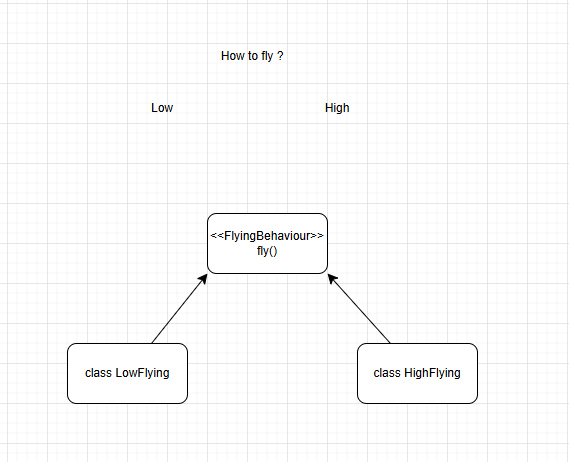 How to fly ?
Low
High
<<FlyingBehaviour>>
fly()
class LowFlying
class HighFlying